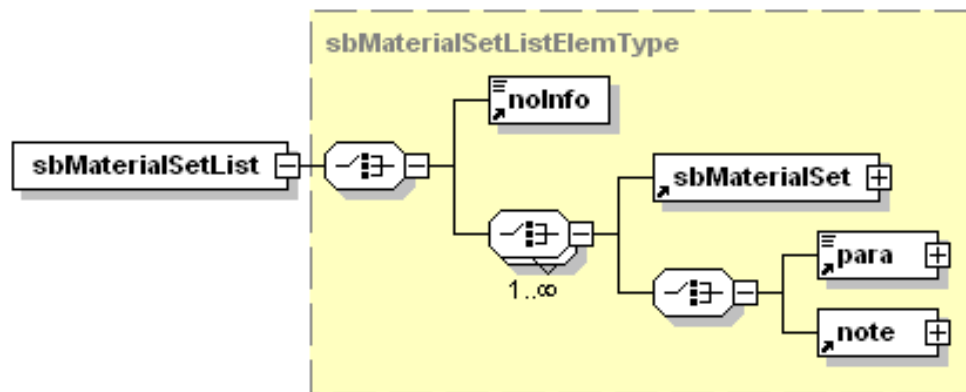 sbMaterialSetListElemType
noInfo
sbMaterialSetList
sbMaterialSet
para
1..∞
note